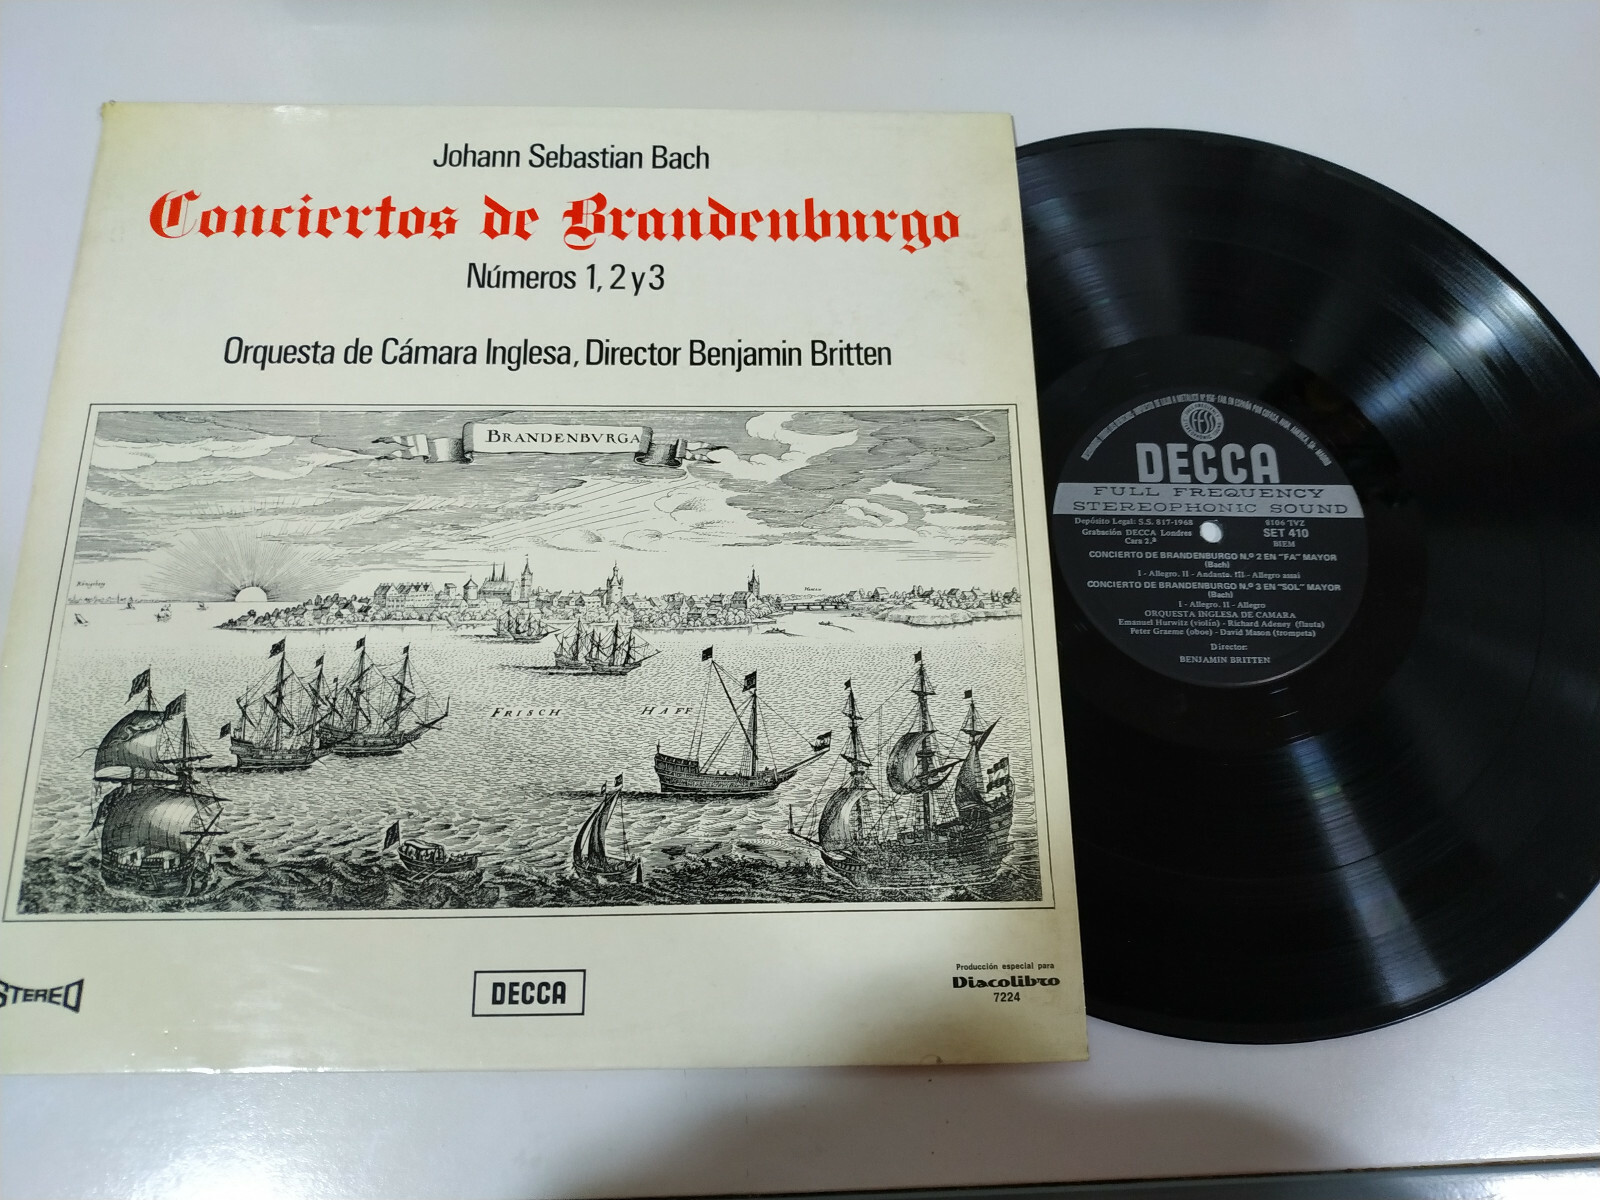 Johann Sebastian Bach
Conciertos de Brandenburgo
Números 1, 2 y 3
Orquesta de Cámara Inglesa, Director Benjamin Britten
BRANDENBVRGA
FRISCH HAFF
STEREO
DECCA
Producción especial para
Discolibro
7224
FFSS
DECCA
FULL FREQUENCY
STEREOPHONIC SOUND
Depósito Legal: S.S. 817-1968
Grabación DECCA Londres
Cara 2.ª
SET 410
BIEM
CONCIERTO DE BRANDENBURGO N.º 2 EN "FA" MAYOR
(Bach)
I - Allegro. II - Andante. III - Allegro assai
CONCIERTO DE BRANDENBURGO N.º 3 EN "SOL" MAYOR
(Bach)
I - Allegro. II - Allegro
ORQUESTA INGLESA DE CAMARA
Emanuel Hurwitz (violín) - Richard Adeney (flauta)
Peter Graeme (oboe) - David Mason (trompeta)
Director:
BENJAMIN BRITTEN